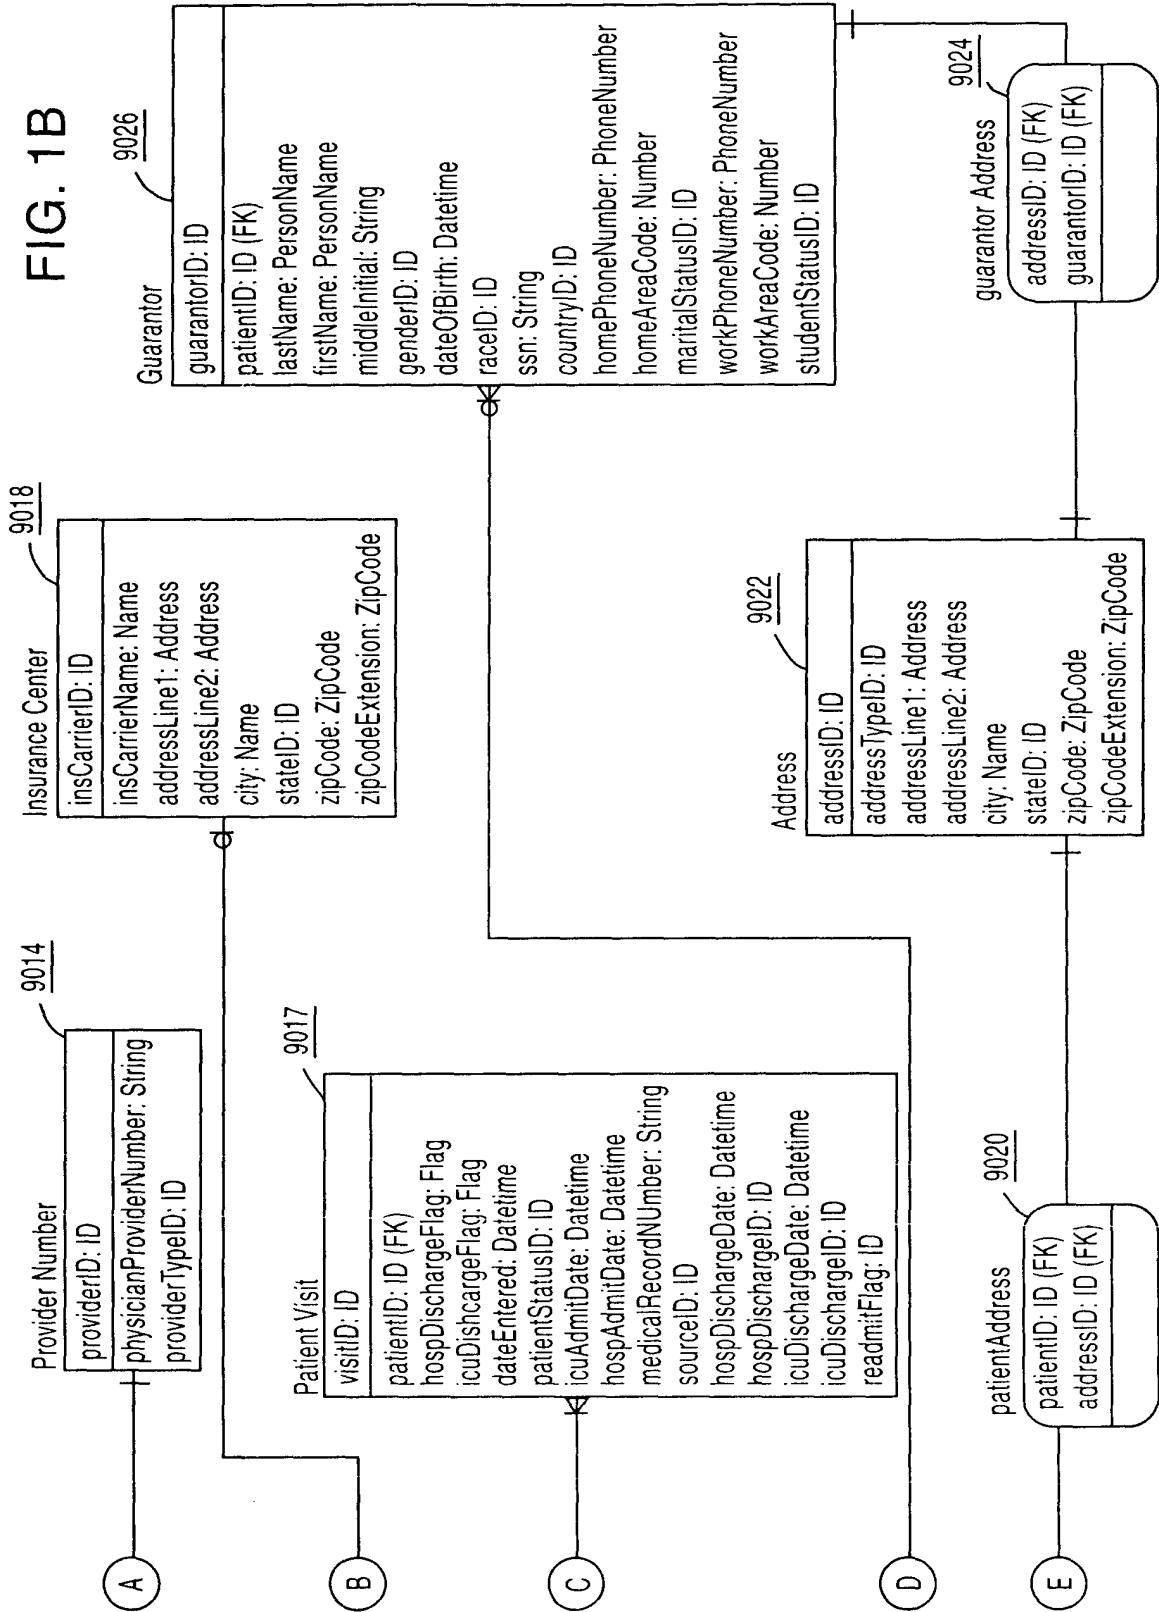 FIG. 1B
Provider Number
9014
providerID: ID
physicianProviderNumber: String
providerTypeID: ID
Insurance Center
9018
insCarrierID: ID
insCarrierName: Name
addressLine1: Address
addressLine2: Address
city: Name
stateID: ID
zipCode: ZipCode
zipCodeExtension: ZipCode
Guarantor
9026
guarantorID: ID
patientID: ID (FK)
lastName: PersonName
firstName: PersonName
middleInitial: String
genderID: ID
dateOfBirth: Datetime
raceID: ID
ssn: String
countryID: ID
homePhoneNumber: PhoneNumber
homeAreaCode: Number
maritalStatusID: ID
workPhoneNumber: PhoneNumber
workAreaCode: Number
studentStatusID: ID
Patient Visit
9017
visitID: ID
patientID: ID (FK)
hospDischargeFlag: Flag
icuDishcargeFlag: Flag
dateEntered: Datetime
patientStatusID: ID
icuAdmitDate: Datetime
hospAdmitDate: Datetime
medicalRecordNUmber: String
sourceID: ID
hospDischargeDate: Datetime
hospDischargeID: ID
icuDischargeDate: Datetime
icuDischargeID: ID
readmitFlag: ID
Address
9022
addressID: ID
addressTypeID: ID
addressLine1: Address
addressLine2: Address
city: Name
stateID: ID
zipCode: ZipCode
zipCodeExtension: ZipCode
patientAddress
9020
patientID: ID (FK)
addressID: ID (FK)
guarantor Address
9024
addressID: ID (FK)
guarantorID: ID (FK)
A
B
C
D
E